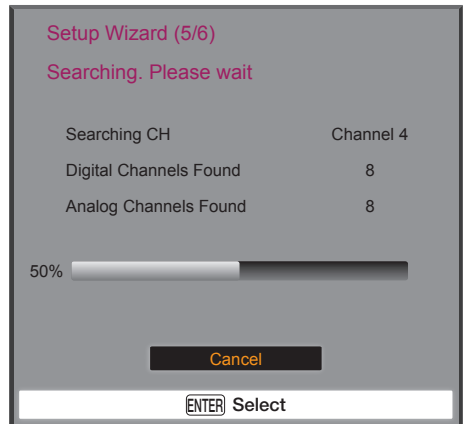 Setup Wizard (5/6)
Searching. Please wait
Searching CH Channel 4
Digital Channels Found 8
Analog Channels Found 8
50%
Cancel
ENTER Select